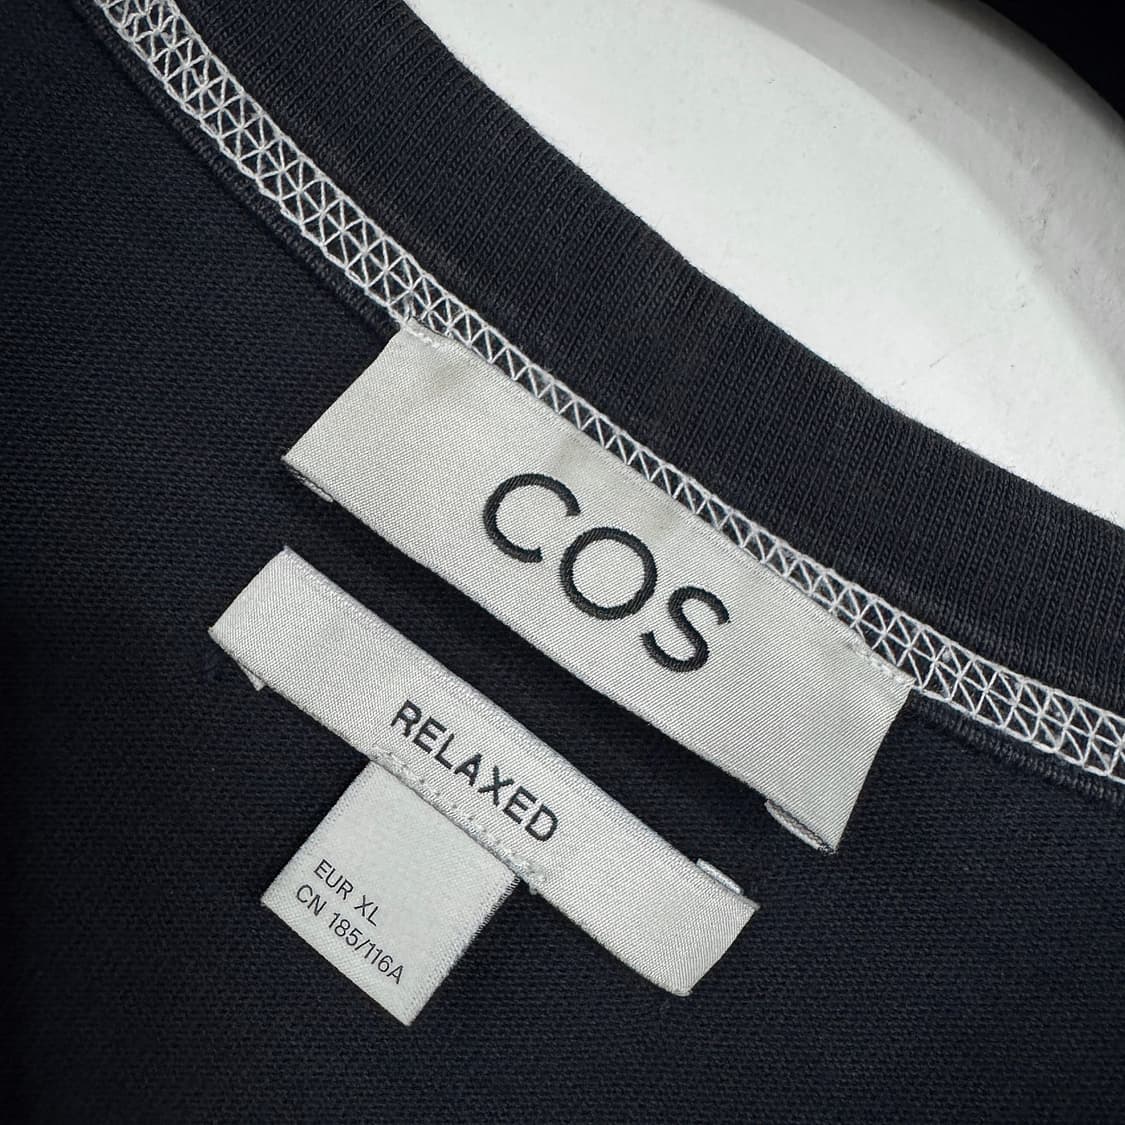 COS
RELAXED
EUR XL
CN 185/116A